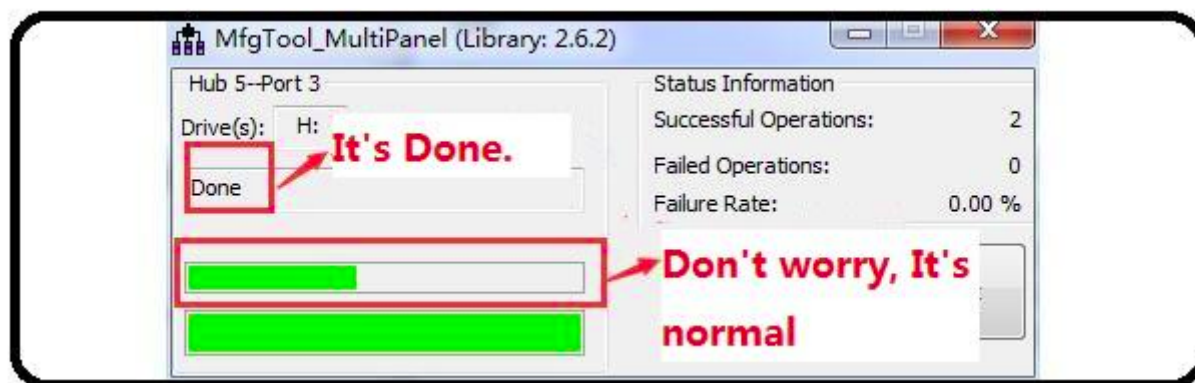 MfgTool_MultiPanel (Library: 2.6.2)
Hub 5--Port 3
Drive(s): H:
It's Done.
Done
Status Information
Successful Operations: 2
Failed Operations: 0
Failure Rate: 0.00 %
Don't worry, It's
normal